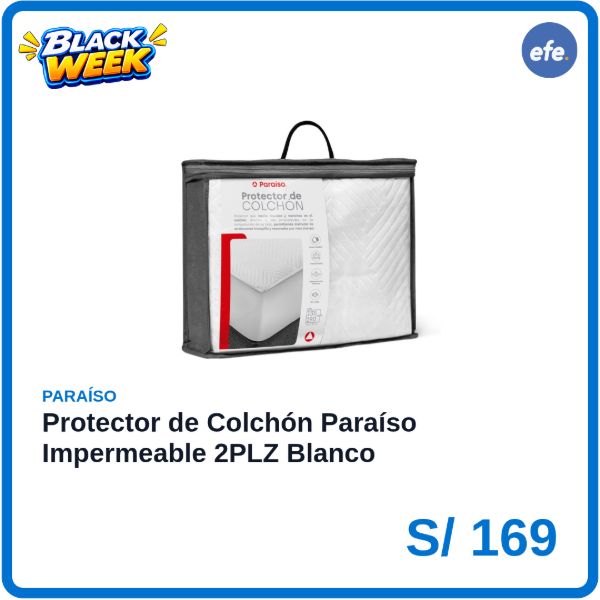 BLACK
WEEK
efe.
Paraíso
Protector de
COLCHÓN
PARAÍSO
Protector de Colchón Paraíso
Impermeable 2PLZ Blanco
S/ 169